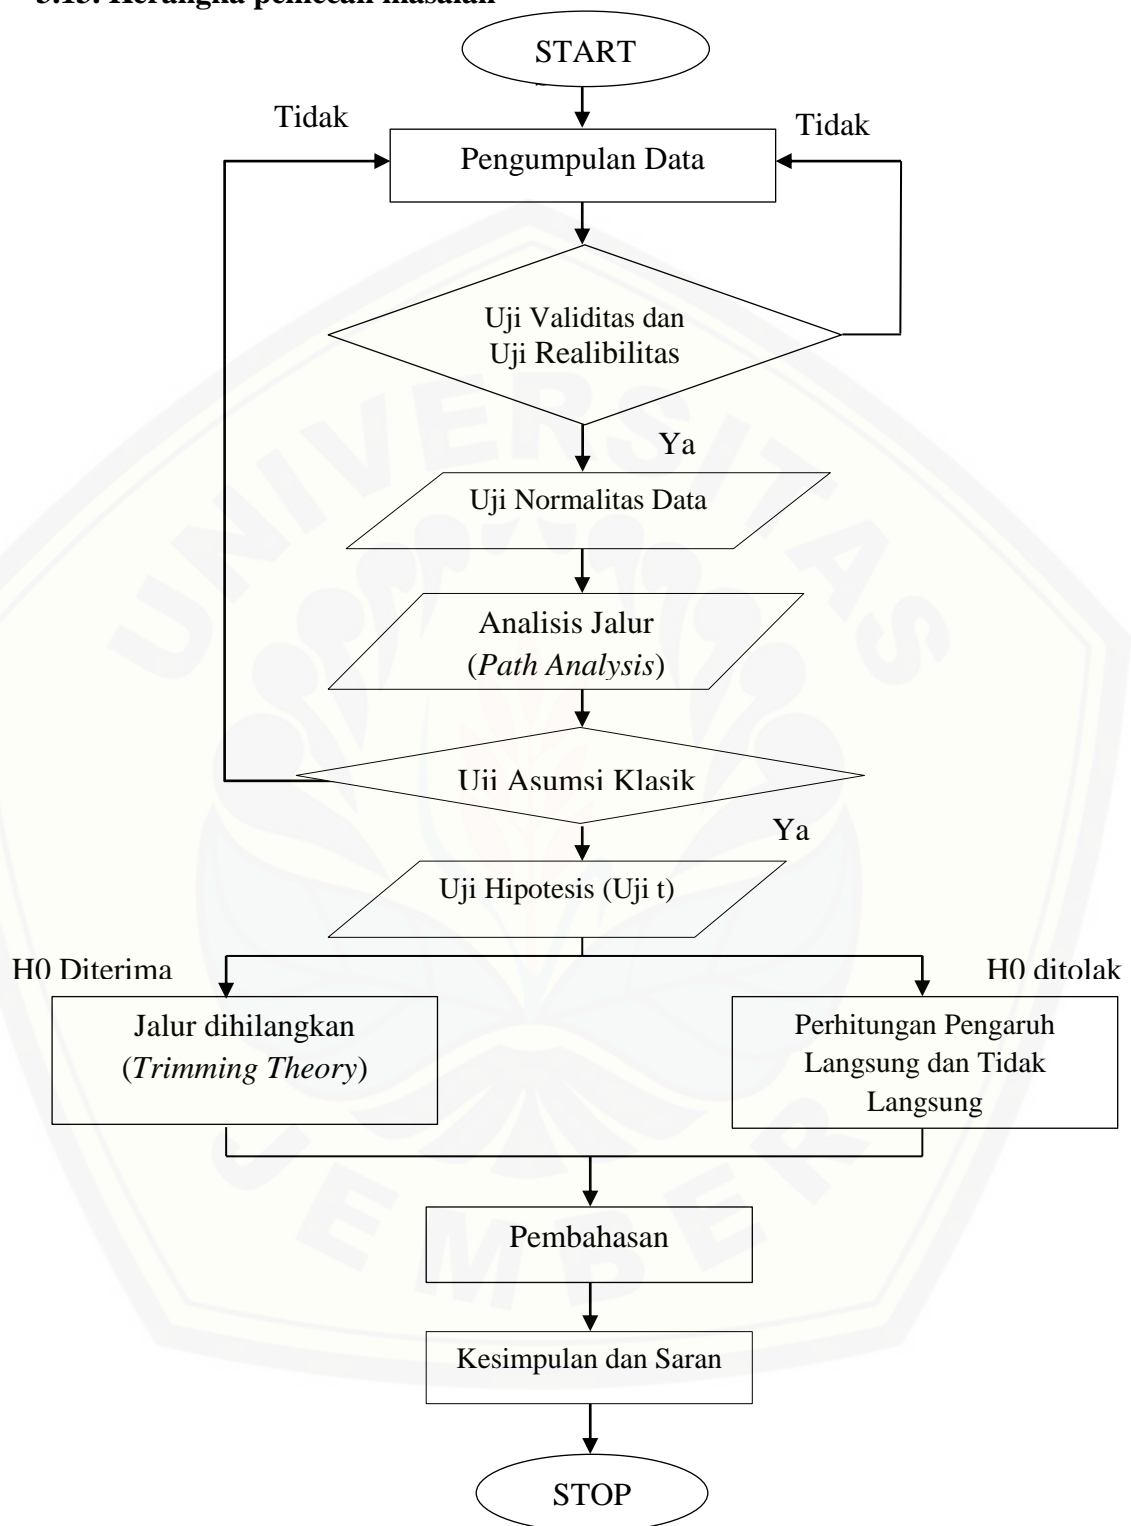 START
Tidak
Tidak
Pengumpulan Data
Uji Validitas dan
Uji Realibilitas
Ya
Uji Normalitas Data
Analisis Jalur
(Path Analysis)
Uji Asumsi Klasik
Ya
Uji Hipotesis (Uji t)
H0 Diterima
H0 ditolak
Jalur dihilangkan
(Trimming Theory)
Perhitungan Pengaruh
Langsung dan Tidak
Langsung
Pembahasan
Kesimpulan dan Saran
STOP
UNIVERSITAS
JEMBER